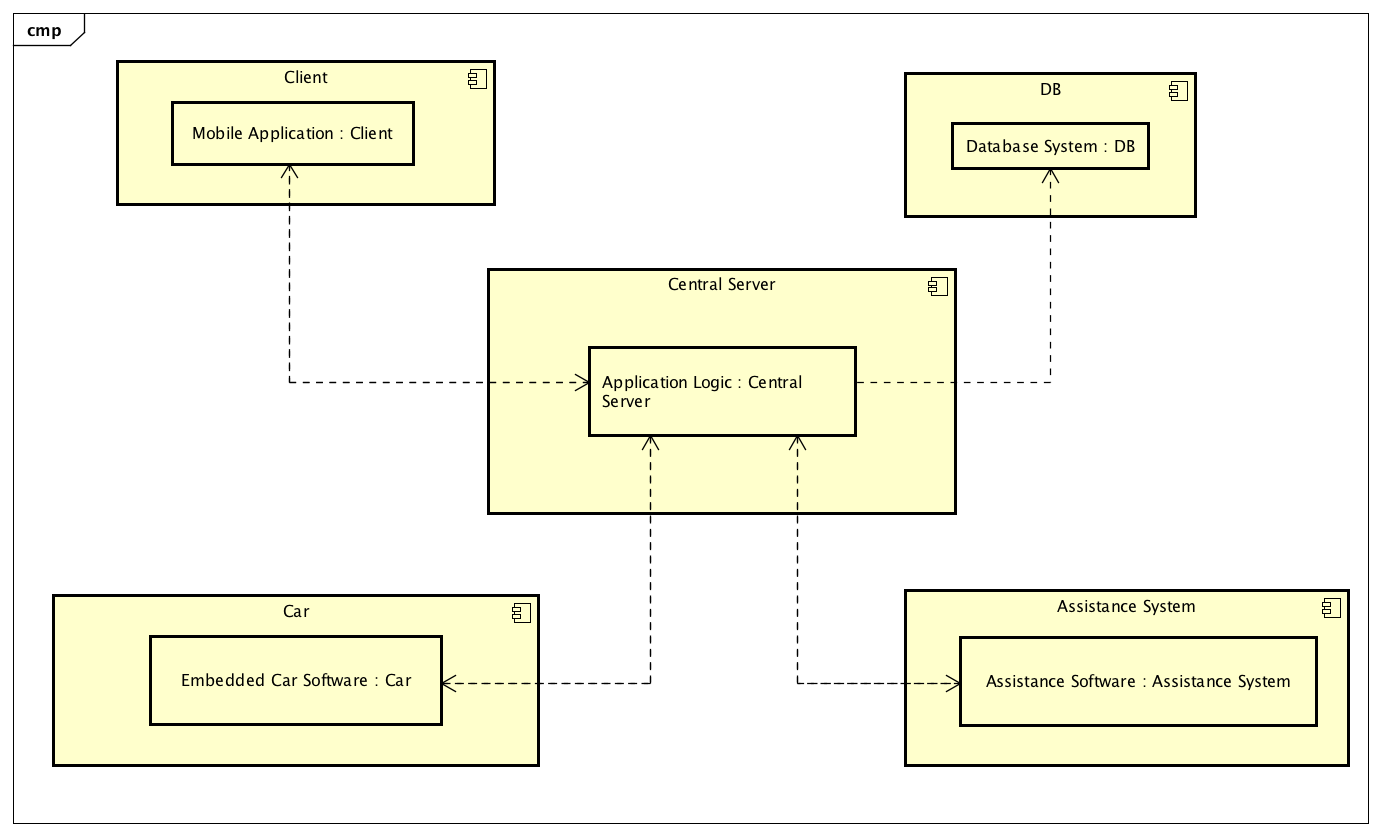 cmp
Client
Mobile Application : Client
DB
Database System : DB
Central Server
Application Logic : Central
Server
Car
Embedded Car Software : Car
Assistance System
Assistance Software : Assistance System